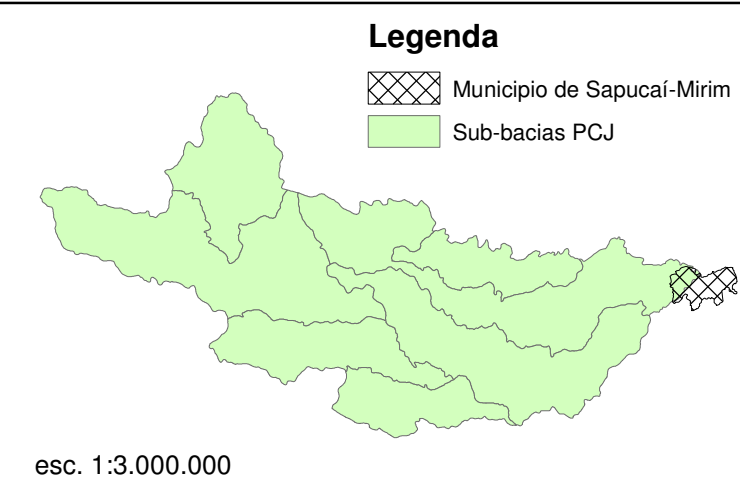 Legenda
Municipio de Sapucaí-Mirim
Sub-bacias PCJ
esc. 1:3.000.000